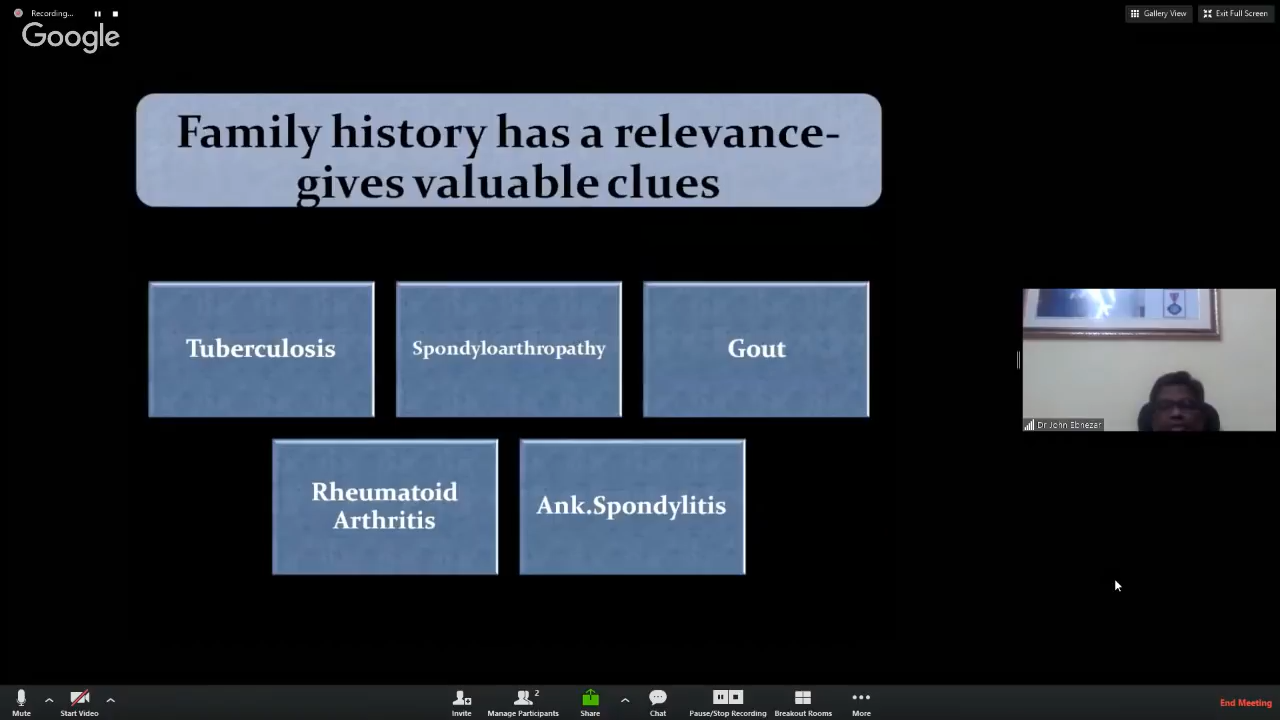 Recording...
Gallery View
Exit Full Screen
Google
Family history has a relevance-
gives valuable clues
Tuberculosis
Spondyloarthropathy
Gout
Rheumatoid
Arthritis
Ank.Spondylitis
Dr John Ebnezar
Mute
Start Video
Invite
Manage Participants
2
Share
Chat
Pause/Stop Recording
Breakout Rooms
More
End Meeting